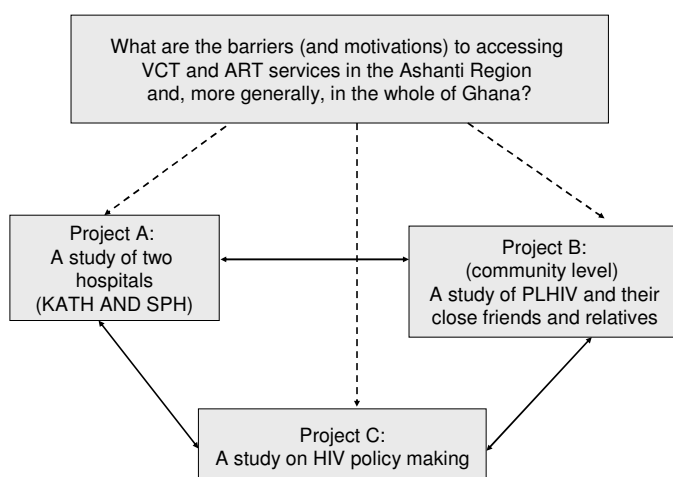 What are the barriers (and motivations) to accessing
VCT and ART services in the Ashanti Region
and, more generally, in the whole of Ghana?
Project A:
A study of two
hospitals
(KATH AND SPH)
Project B:
(community level)
A study of PLHIV and their
close friends and relatives
Project C:
A study on HIV policy making